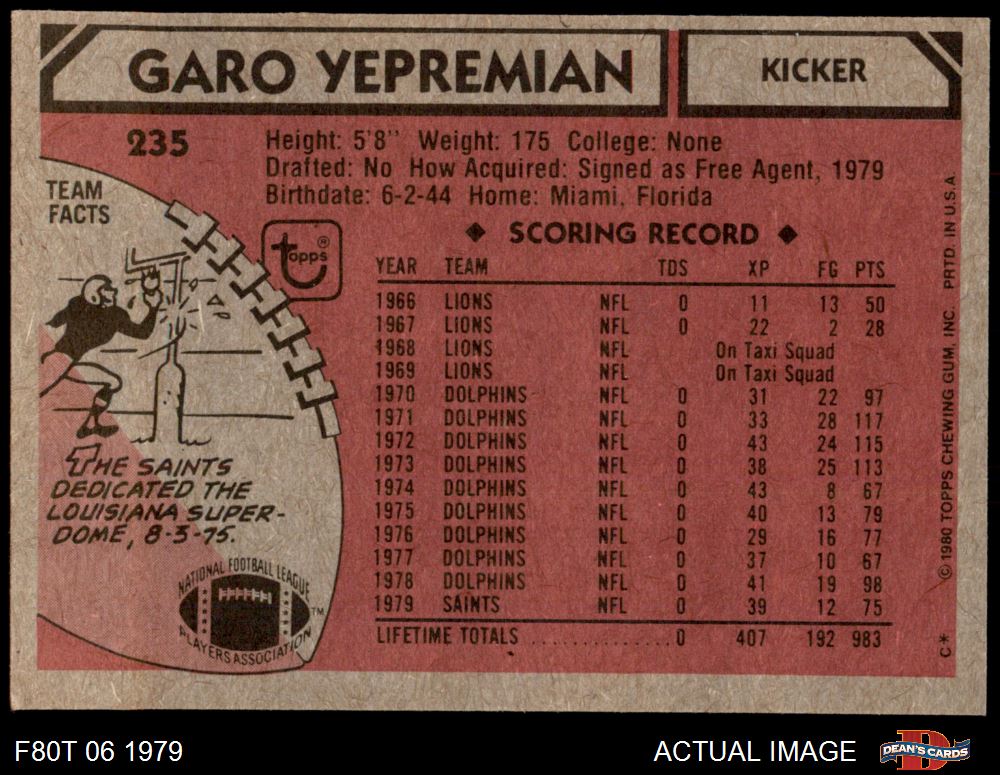 GARO YEPREMIAN
KICKER
235
Height: 5'8" Weight: 175 College: None
Drafted: No How Acquired: Signed as Free Agent, 1979
Birthdate: 6-2-44 Home: Miami, Florida
TEAM
FACTS
topps®
◆ SCORING RECORD ◆
YEAR TEAM TDS XP FG PTS
1966 LIONS NFL 0 11 13 50
1967 LIONS NFL 0 22 2 28
1968 LIONS NFL On Taxi Squad
1969 LIONS NFL On Taxi Squad
1970 DOLPHINS NFL 0 31 22 97
1971 DOLPHINS NFL 0 33 28 117
1972 DOLPHINS NFL 0 43 24 115
1973 DOLPHINS NFL 0 38 25 113
1974 DOLPHINS NFL 0 43 8 67
1975 DOLPHINS NFL 0 40 13 79
1976 DOLPHINS NFL 0 29 16 77
1977 DOLPHINS NFL 0 37 10 67
1978 DOLPHINS NFL 0 41 19 98
1979 SAINTS NFL 0 39 12 75
LIFETIME TOTALS ................ 0 407 192 983
THE SAINTS
DEDICATED THE
LOUISIANA SUPER-
DOME, 8-3-75.
NATIONAL FOOTBALL LEAGUE
PLAYERS ASSOCIATION
TM
C* © 1980 TOPPS CHEWING GUM, INC. PRTD. IN U.S.A.
F80T 06 1979
ACTUAL IMAGE
D
DEAN'S CARDS